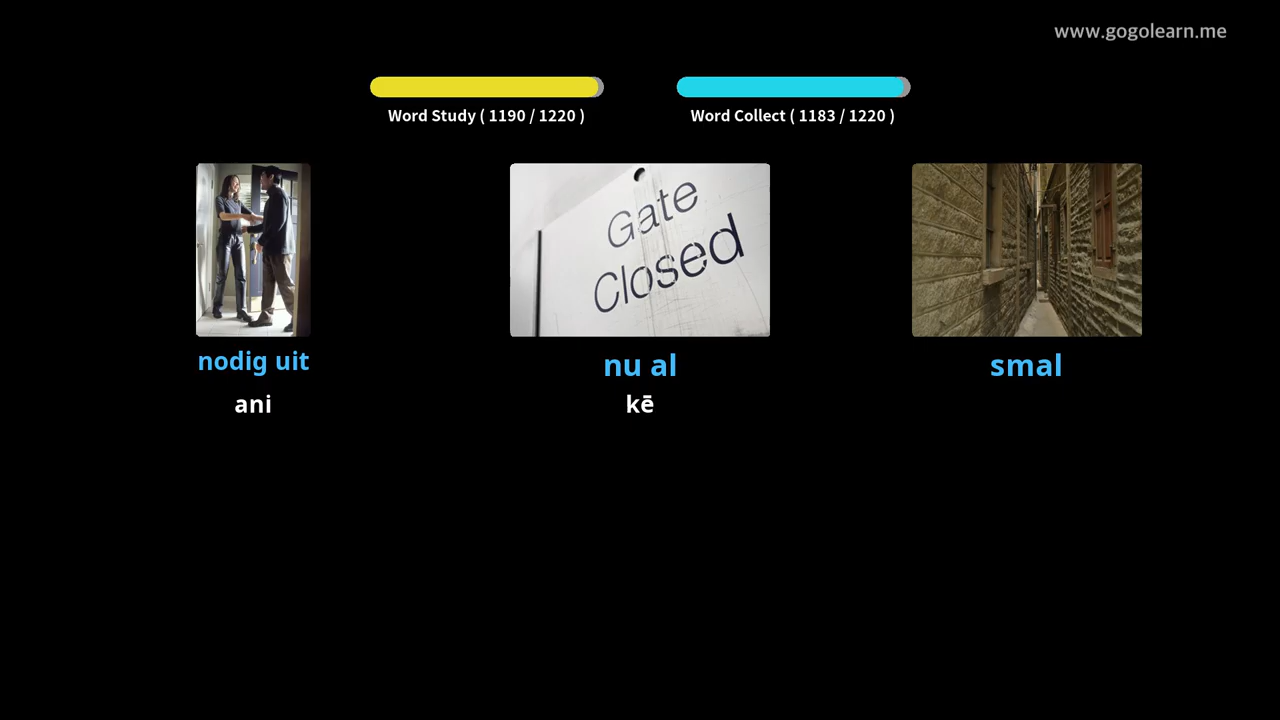 www.gogolearn.me
Word Study ( 1190 / 1220 )
Word Collect ( 1183 / 1220 )
Gate
Closed
nodig uit
nu al
smal
ani
kē